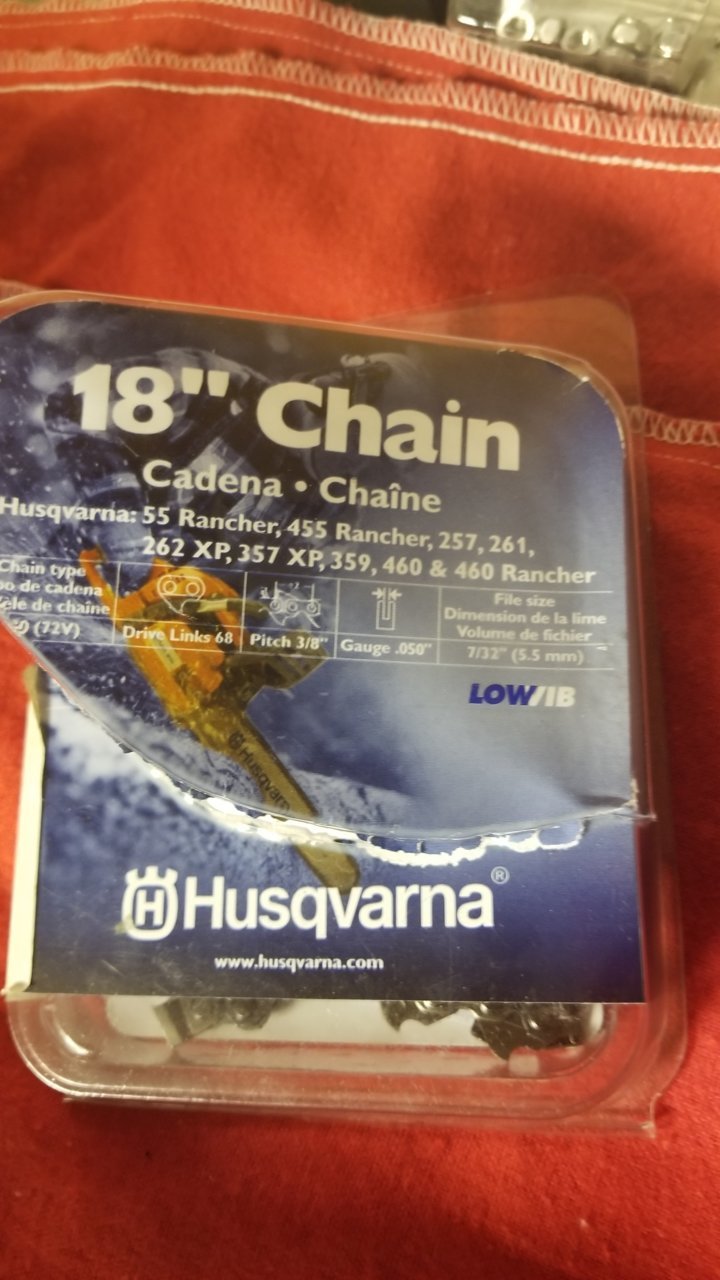 18" Chain
Cadena • Chaîne
Husqvarna: 55 Rancher, 455 Rancher, 257, 261,
262 XP, 357 XP, 359, 460 & 460 Rancher
Chain type
de cadena
de chaîne
(72V)
Drive Links 68
Pitch 3/8"
Gauge .050"
File size
Dimension de la lime
Volume de fichier
7/32" (5.5 mm)
LOWVIB
Husqvarna
H Husqvarna®
www.husqvarna.com